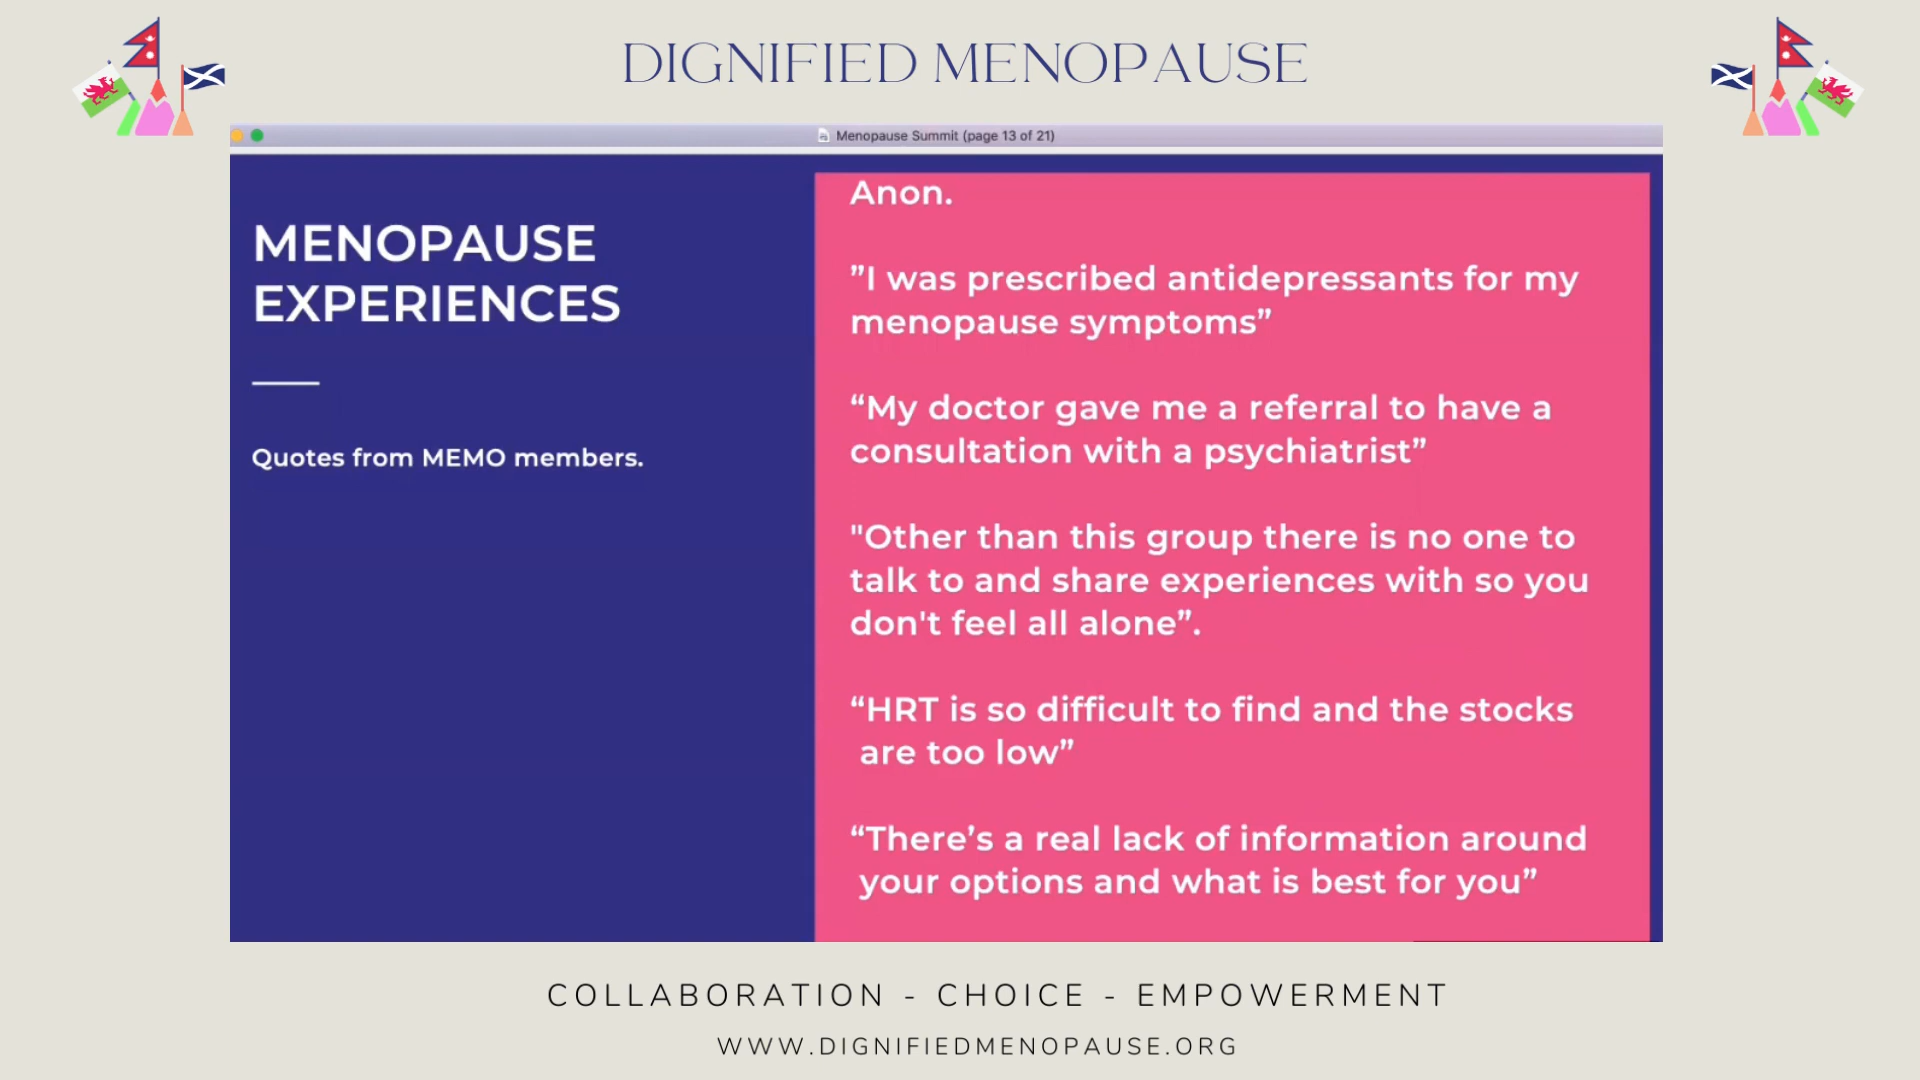 DIGNIFIED MENOPAUSE
Menopause Summit (page 13 of 21)
MENOPAUSE
EXPERIENCES
Quotes from MEMO members.
Anon.
”I was prescribed antidepressants for my
menopause symptoms”
“My doctor gave me a referral to have a
consultation with a psychiatrist”
"Other than this group there is no one to
talk to and share experiences with so you
don't feel all alone”.
“HRT is so difficult to find and the stocks
are too low”
“There’s a real lack of information around
your options and what is best for you”
COLLABORATION - CHOICE - EMPOWERMENT
WWW.DIGNIFIEDMENOPAUSE.ORG